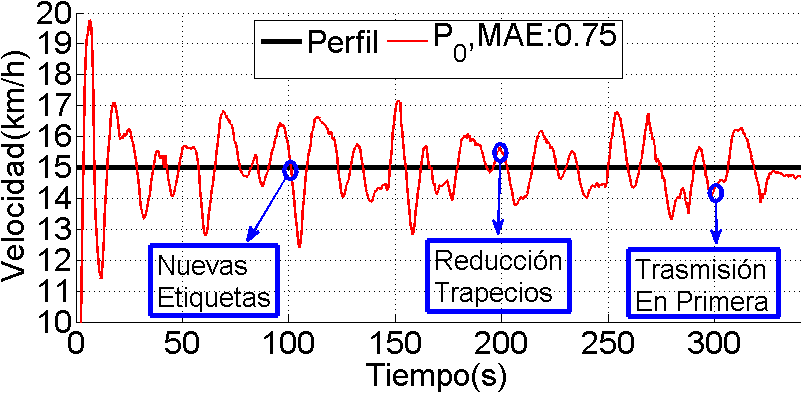 Perfil P0,MAE:0.75
Velocidad(km/h)
20
19
18
17
16
15
14
13
12
11
10
Nuevas
Etiquetas
Reducción
Trapecios
Trasmisión
En Primera
0 50 100 150 200 250 300
Tiempo(s)